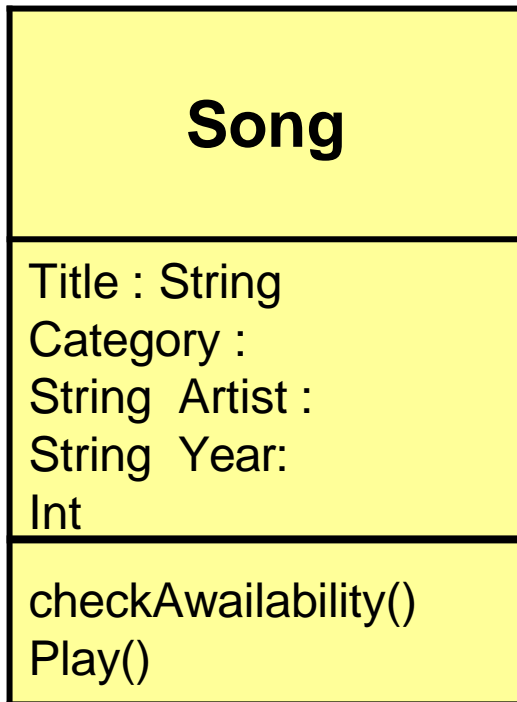 Song
Title : String
Category :
String  Artist :
String  Year:
Int
checkAwailability()
Play()